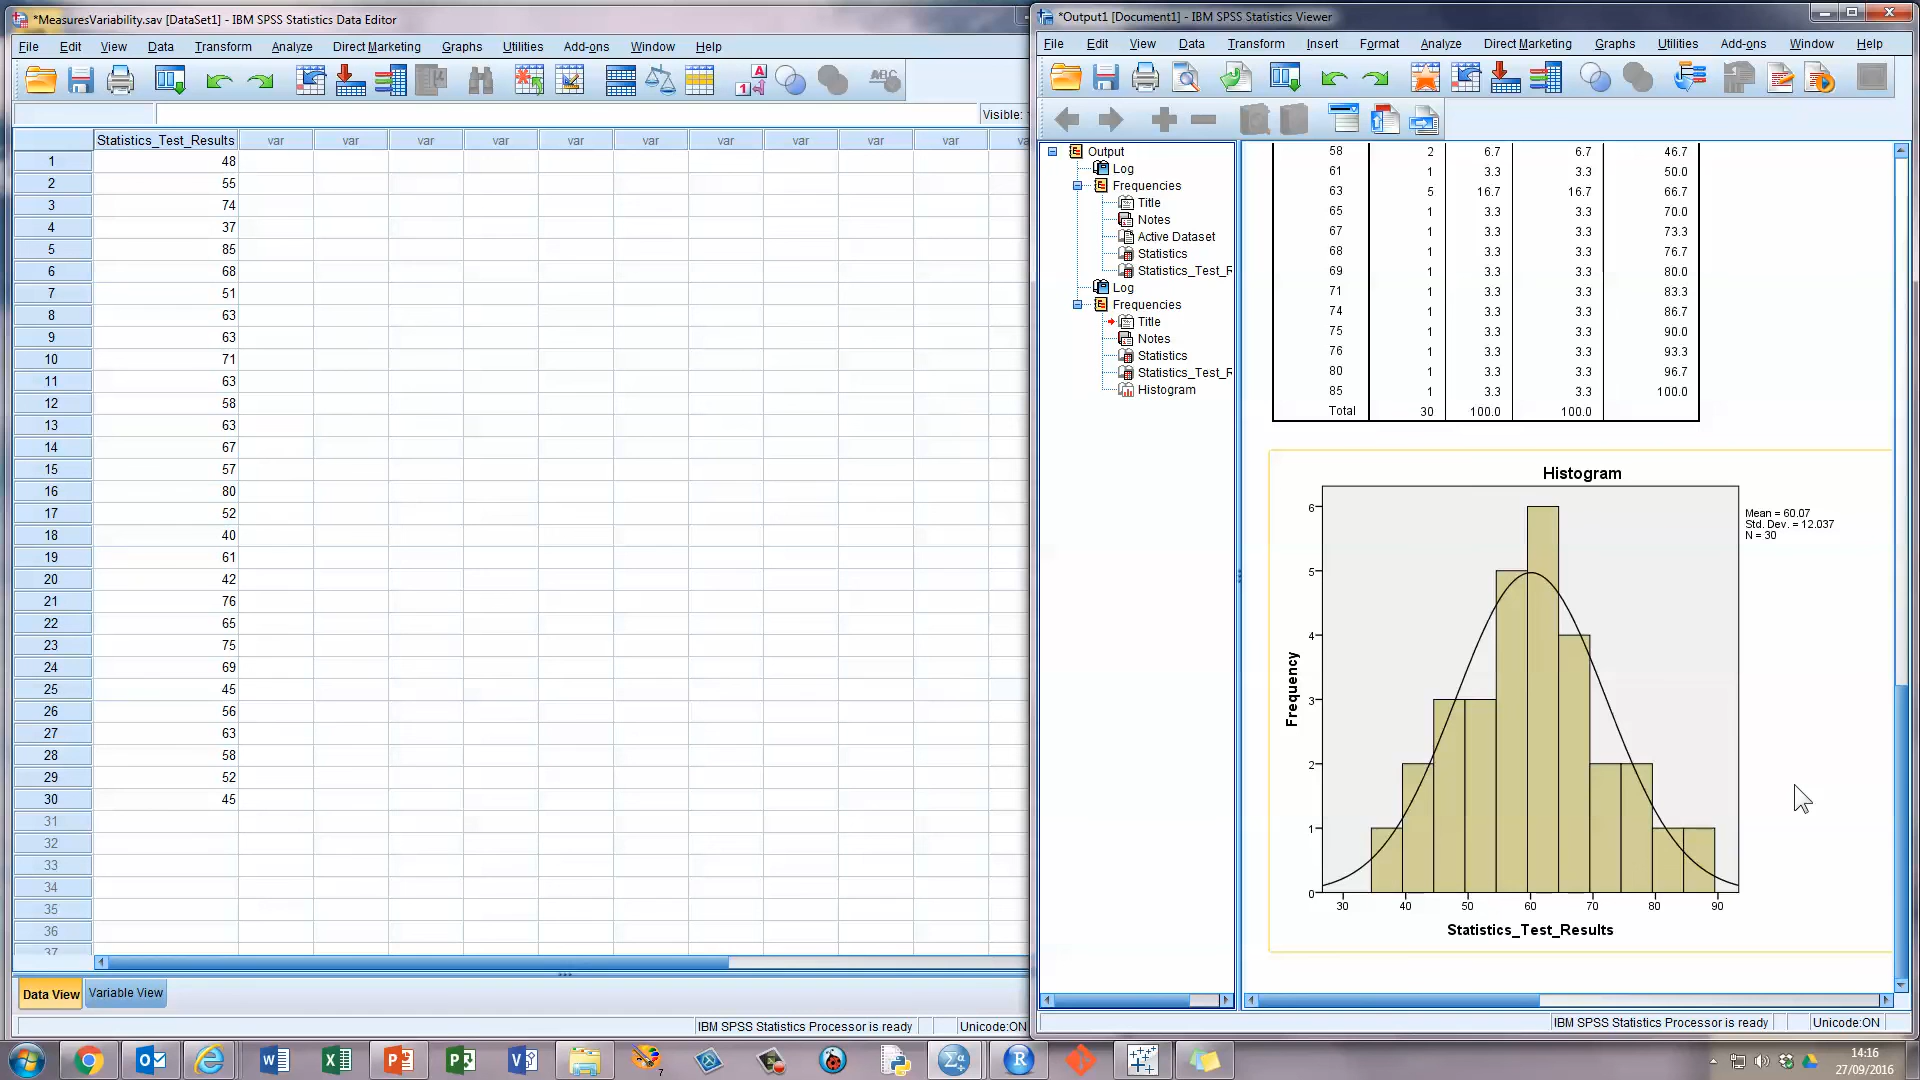 *MeasuresVariability.sav [DataSet1] - IBM SPSS Statistics Data Editor
File Edit View Data Transform Analyze Direct Marketing Graphs Utilities Add-ons Window Help
Visible:
Statistics_Test_Results var var var var var var var var var var
1 48
2 55
3 74
4 37
5 85
6 68
7 51
8 63
9 63
10 71
11 63
12 58
13 63
14 67
15 57
16 80
17 52
18 40
19 61
20 42
21 76
22 65
23 75
24 69
25 45
26 56
27 63
28 58
29 52
30 45
31
32
33
34
35
36
37
Data View Variable View
IBM SPSS Statistics Processor is ready Unicode:ON
*Output1 [Document1] - IBM SPSS Statistics Viewer
File Edit View Data Transform Insert Format Analyze Direct Marketing Graphs Utilities Add-ons Window Help
Output
Log
Frequencies
Title
Notes
Active Dataset
Statistics
Statistics_Test_R
Log
Frequencies
Title
Notes
Statistics
Statistics_Test_R
Histogram
58 2 6.7 6.7 46.7
61 1 3.3 3.3 50.0
63 5 16.7 16.7 66.7
65 1 3.3 3.3 70.0
67 1 3.3 3.3 73.3
68 1 3.3 3.3 76.7
69 1 3.3 3.3 80.0
71 1 3.3 3.3 83.3
74 1 3.3 3.3 86.7
75 1 3.3 3.3 90.0
76 1 3.3 3.3 93.3
80 1 3.3 3.3 96.7
85 1 3.3 3.3 100.0
Total 30 100.0 100.0
Histogram
Mean = 60.07
Std. Dev. = 12.037
N = 30
Frequency
6
5
4
3
2
1
0
30 40 50 60 70 80 90
Statistics_Test_Results
IBM SPSS Statistics Processor is ready Unicode:ON
14:16
27/09/2016